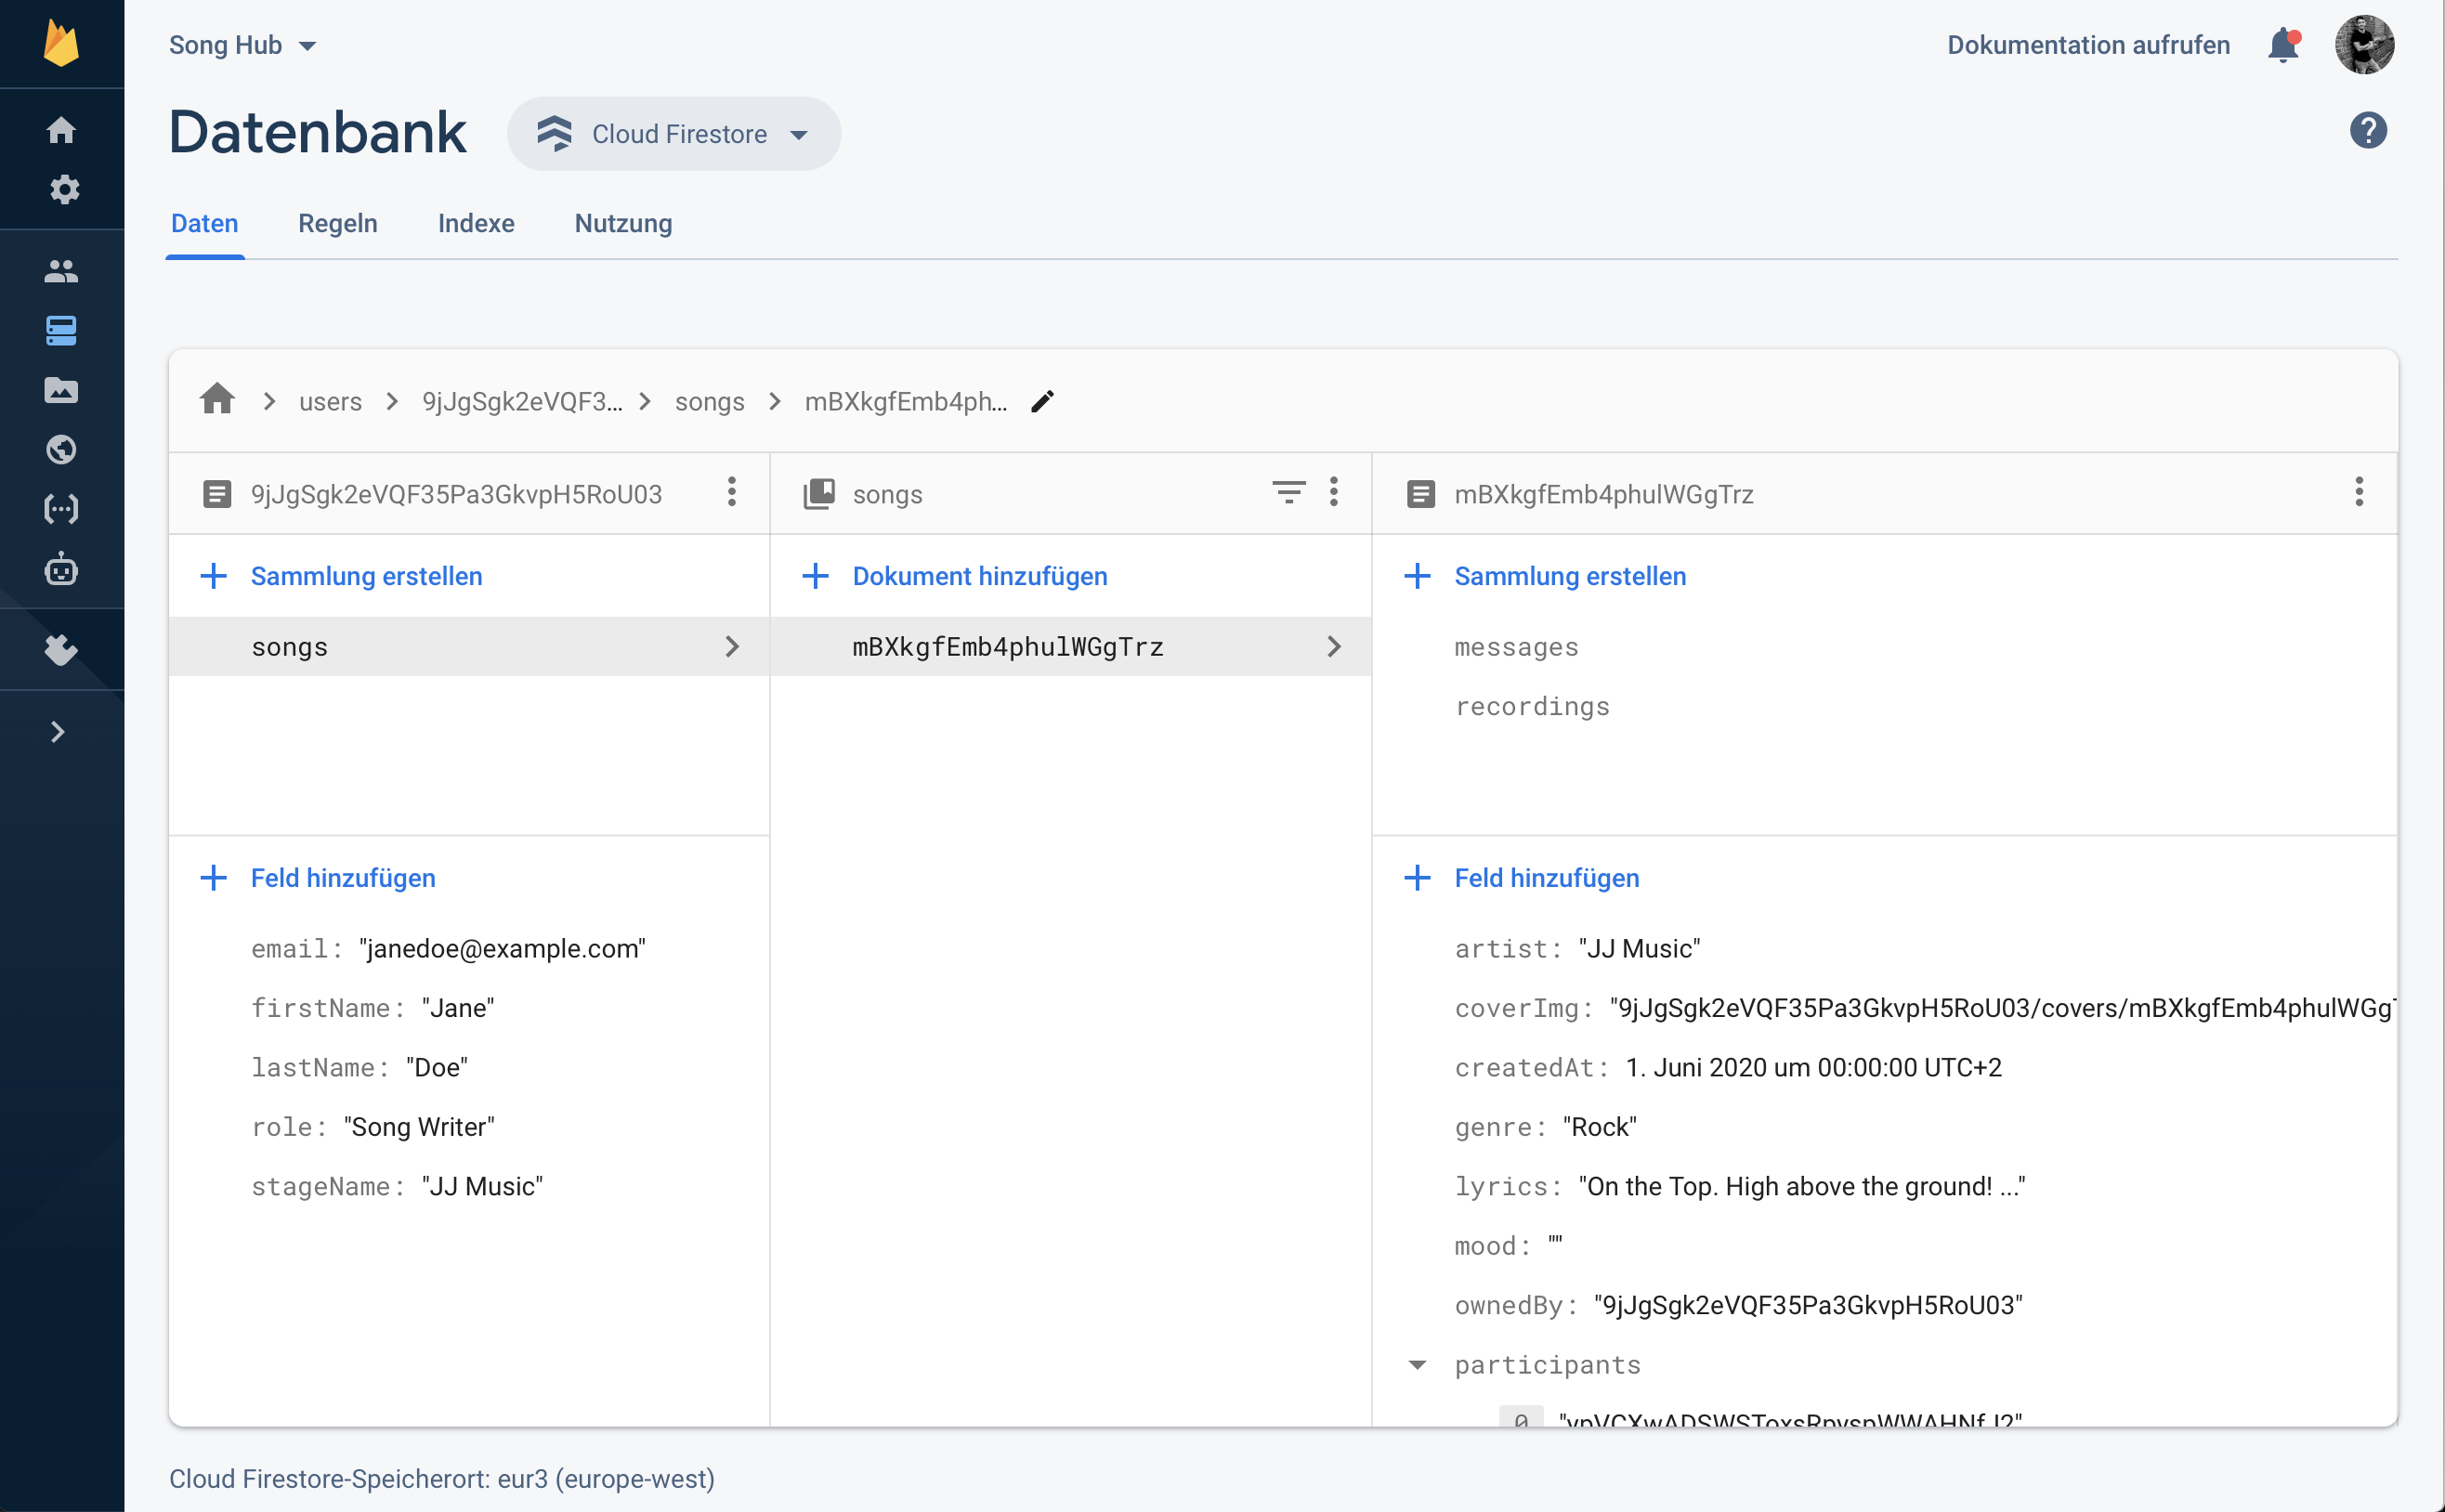 Song Hub
Dokumentation aufrufen
Datenbank
Cloud Firestore
Daten Regeln Indexe Nutzung
users 9jJgSgk2eVQF3... songs mBXkgfEmb4ph...
9jJgSgk2eVQF35Pa3GkvpH5RoU03
Sammlung erstellen
songs
Feld hinzufügen
email: "janedoe@example.com"
firstName: "Jane"
lastName: "Doe"
role: "Song Writer"
stageName: "JJ Music"
songs
Dokument hinzufügen
mBXkgfEmb4phulWGgTrz
mBXkgfEmb4phulWGgTrz
Sammlung erstellen
messages
recordings
Feld hinzufügen
artist: "JJ Music"
coverImg: "9jJgSgk2eVQF35Pa3GkvpH5RoU03/covers/mBXkgfEmb4phulWGg
createdAt: 1. Juni 2020 um 00:00:00 UTC+2
genre: "Rock"
lyrics: "On the Top. High above the ground! ..."
mood: ""
ownedBy: "9jJgSgk2eVQF35Pa3GkvpH5RoU03"
participants
0
Cloud Firestore-Speicherort: eur3 (europe-west)